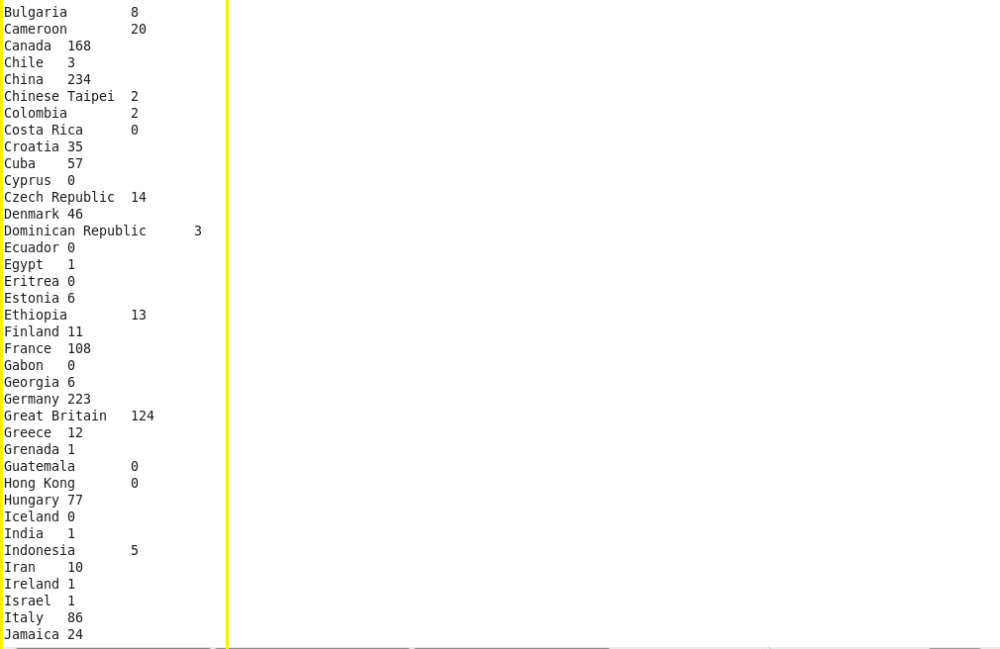 Bulgaria 8
Cameroon 20
Canada 168
Chile 3
China 234
Chinese Taipei 2
Colombia 2
Costa Rica 0
Croatia 35
Cuba 57
Cyprus 0
Czech Republic 14
Denmark 46
Dominican Republic 3
Ecuador 0
Egypt 1
Eritrea 0
Estonia 6
Ethiopia 13
Finland 11
France 108
Gabon 0
Georgia 6
Germany 223
Great Britain 124
Greece 12
Grenada 1
Guatemala 0
Hong Kong 0
Hungary 77
Iceland 0
India 1
Indonesia 5
Iran 10
Ireland 1
Israel 1
Italy 86
Jamaica 24